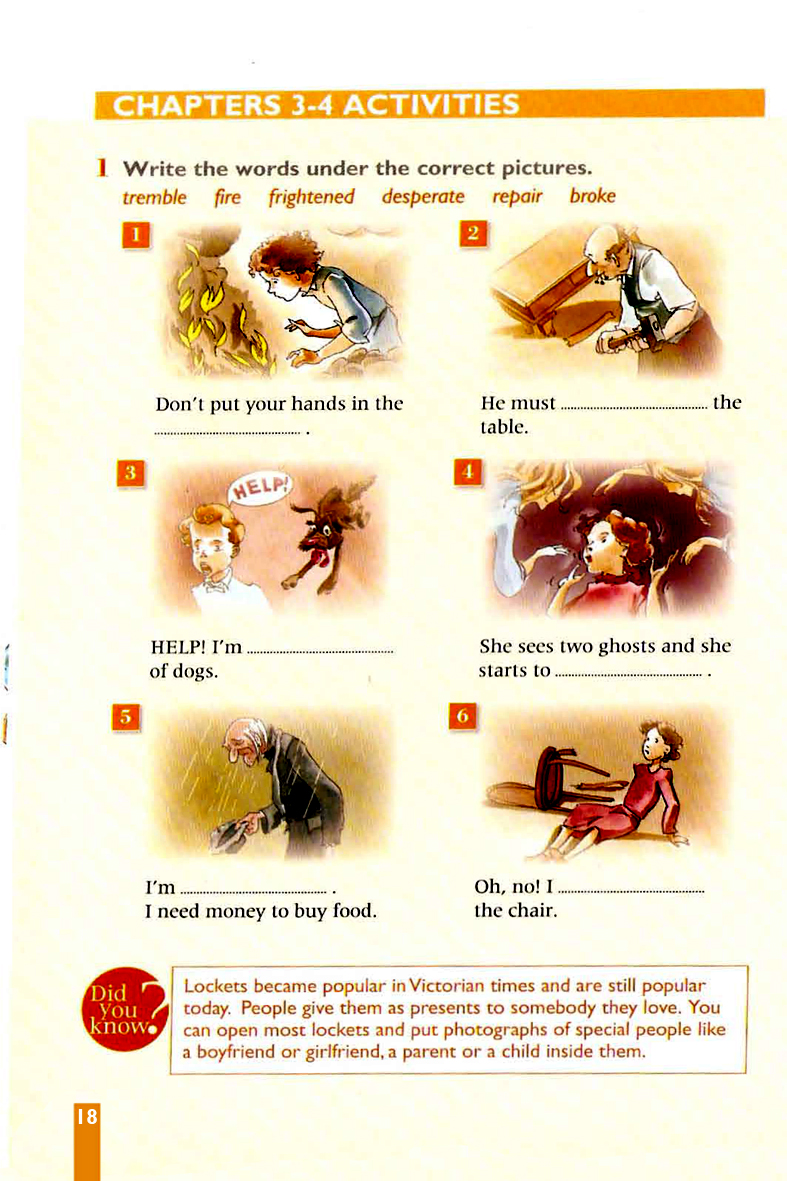 CHAPTERS 3-4 ACTIVITIES
1 Write the words under the correct pictures.
tremble fire frightened desperate repair broke
1
2
Don't put your hands in the
.......................................... .
He must .......................................... the
table.
3
HELP!
4
HELP! I'm ..........................................
of dogs.
She sees two ghosts and she
starts to .......................................... .
5
6
I'm .......................................... .
I need money to buy food.
Oh, no! I ..........................................
the chair.
Did
you
know?
Lockets became popular in Victorian times and are still popular
today. People give them as presents to somebody they love. You
can open most lockets and put photographs of special people like
a boyfriend or girlfriend, a parent or a child inside them.
18